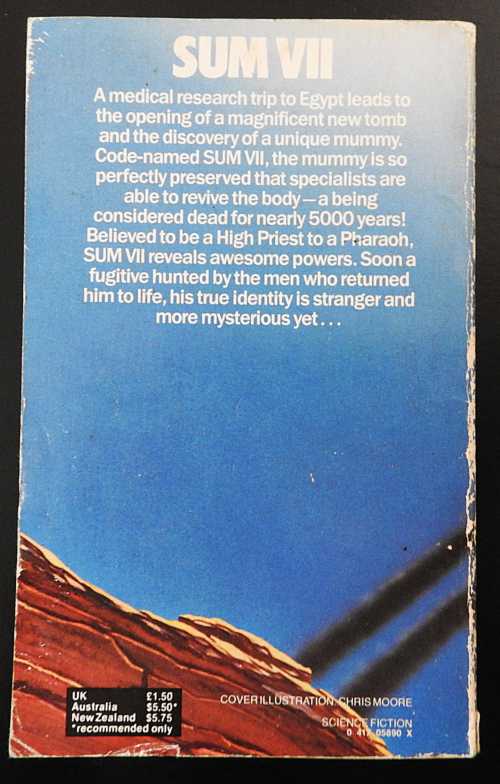 SUM VII
A medical research trip to Egypt leads to
the opening of a magnificent new tomb
and the discovery of a unique mummy.
Code-named SUM VII, the mummy is so
perfectly preserved that specialists are
able to revive the body—a being
considered dead for nearly 5000 years!
Believed to be a High Priest to a Pharaoh,
SUM VII reveals awesome powers. Soon a
fugitive hunted by the men who returned
him to life, his true identity is stranger and
more mysterious yet...
UK £1.50
Australia $5.50*
New Zealand $5.75
*recommended only
COVER ILLUSTRATION: CHRIS MOORE
SCIENCE FICTION
0 417 05890 X